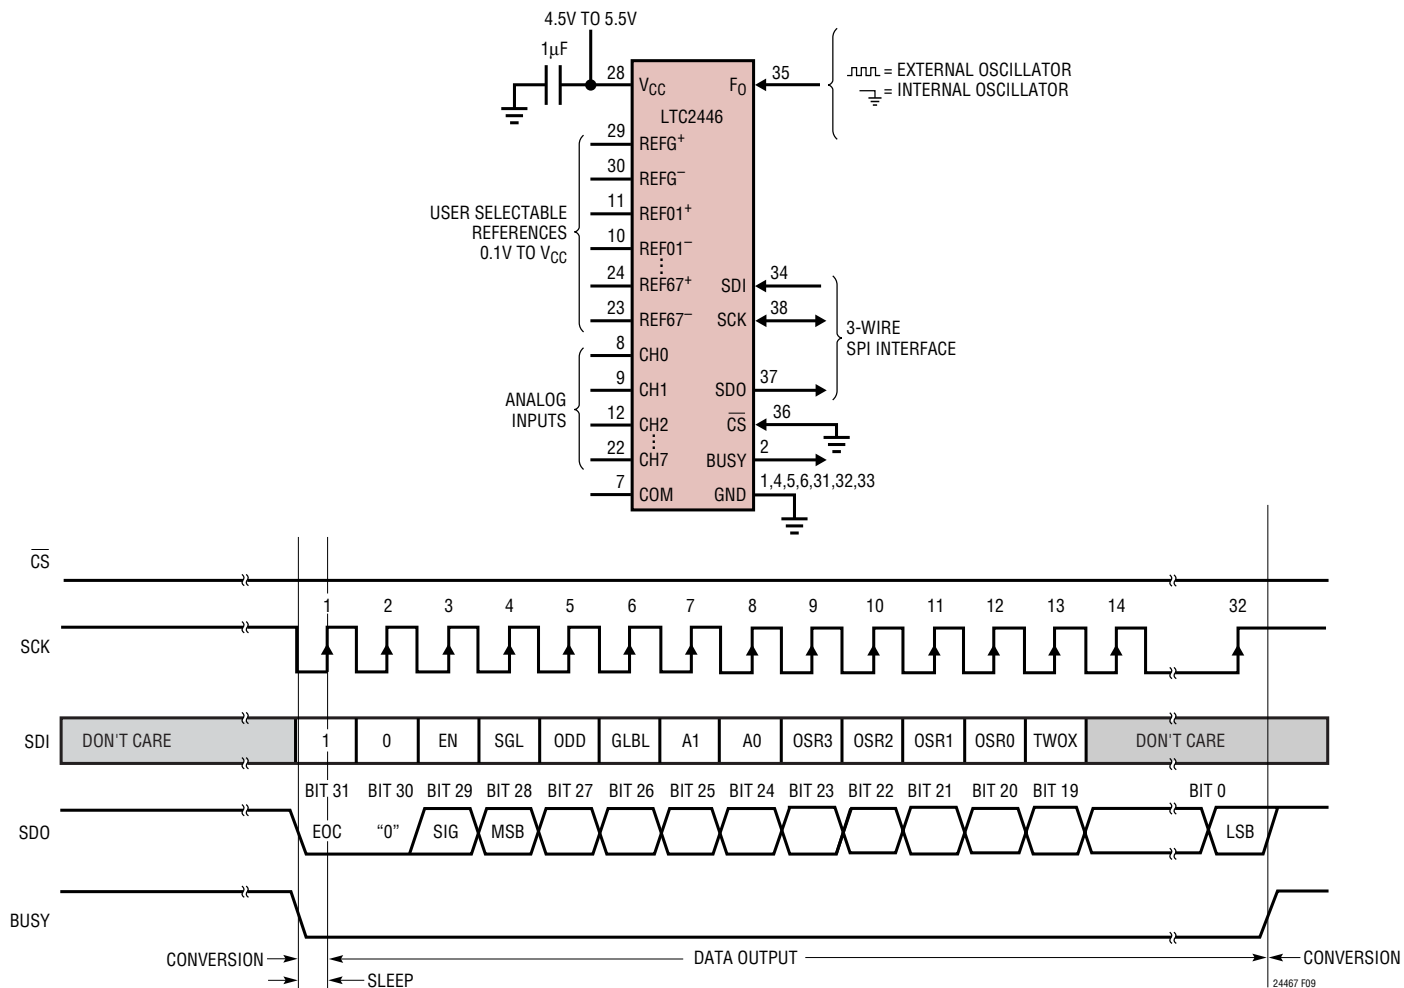 4.5V TO 5.5V
1µF
28
VCC
FO
35
= EXTERNAL OSCILLATOR
= INTERNAL OSCILLATOR
LTC2446
29
REFG+
30
REFG–
11
REF01+
10
REF01–
24
REF67+
23
REF67–
USER SELECTABLE
REFERENCES
0.1V TO VCC
8
CH0
9
CH1
12
CH2
22
CH7
7
COM
ANALOG
INPUTS
SDI
34
SCK
38
SDO
37
CS
36
BUSY
2
GND
1,4,5,6,31,32,33
3-WIRE
SPI INTERFACE
CS
1 2 3 4 5 6 7 8 9 10 11 12 13 14 32
SCK
SDI DON'T CARE 1 0 EN SGL ODD GLBL A1 A0 OSR3 OSR2 OSR1 OSR0 TWOX DON'T CARE
BIT 31 BIT 30 BIT 29 BIT 28 BIT 27 BIT 26 BIT 25 BIT 24 BIT 23 BIT 22 BIT 21 BIT 20 BIT 19 BIT 0
SDO EOC “0” SIG MSB LSB
BUSY
CONVERSION DATA OUTPUT CONVERSION
SLEEP
24467 F09